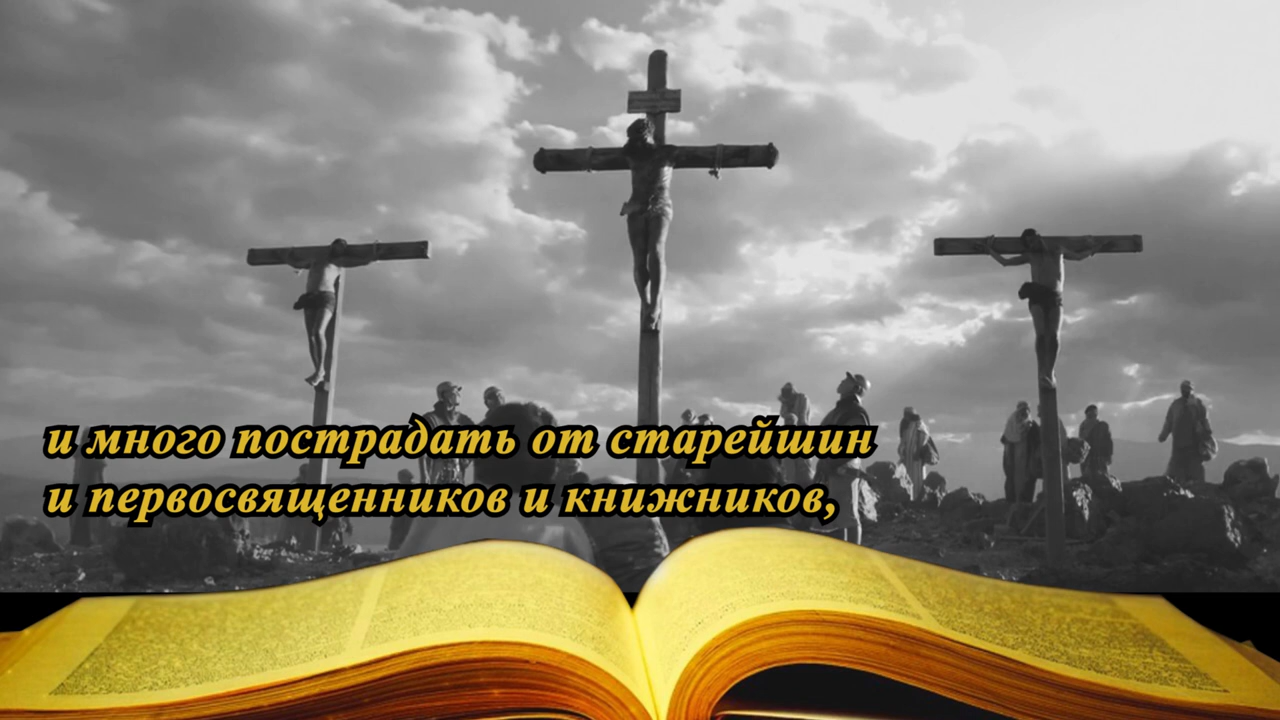 и много пострадать от старейшин
и первосвященников и книжников,